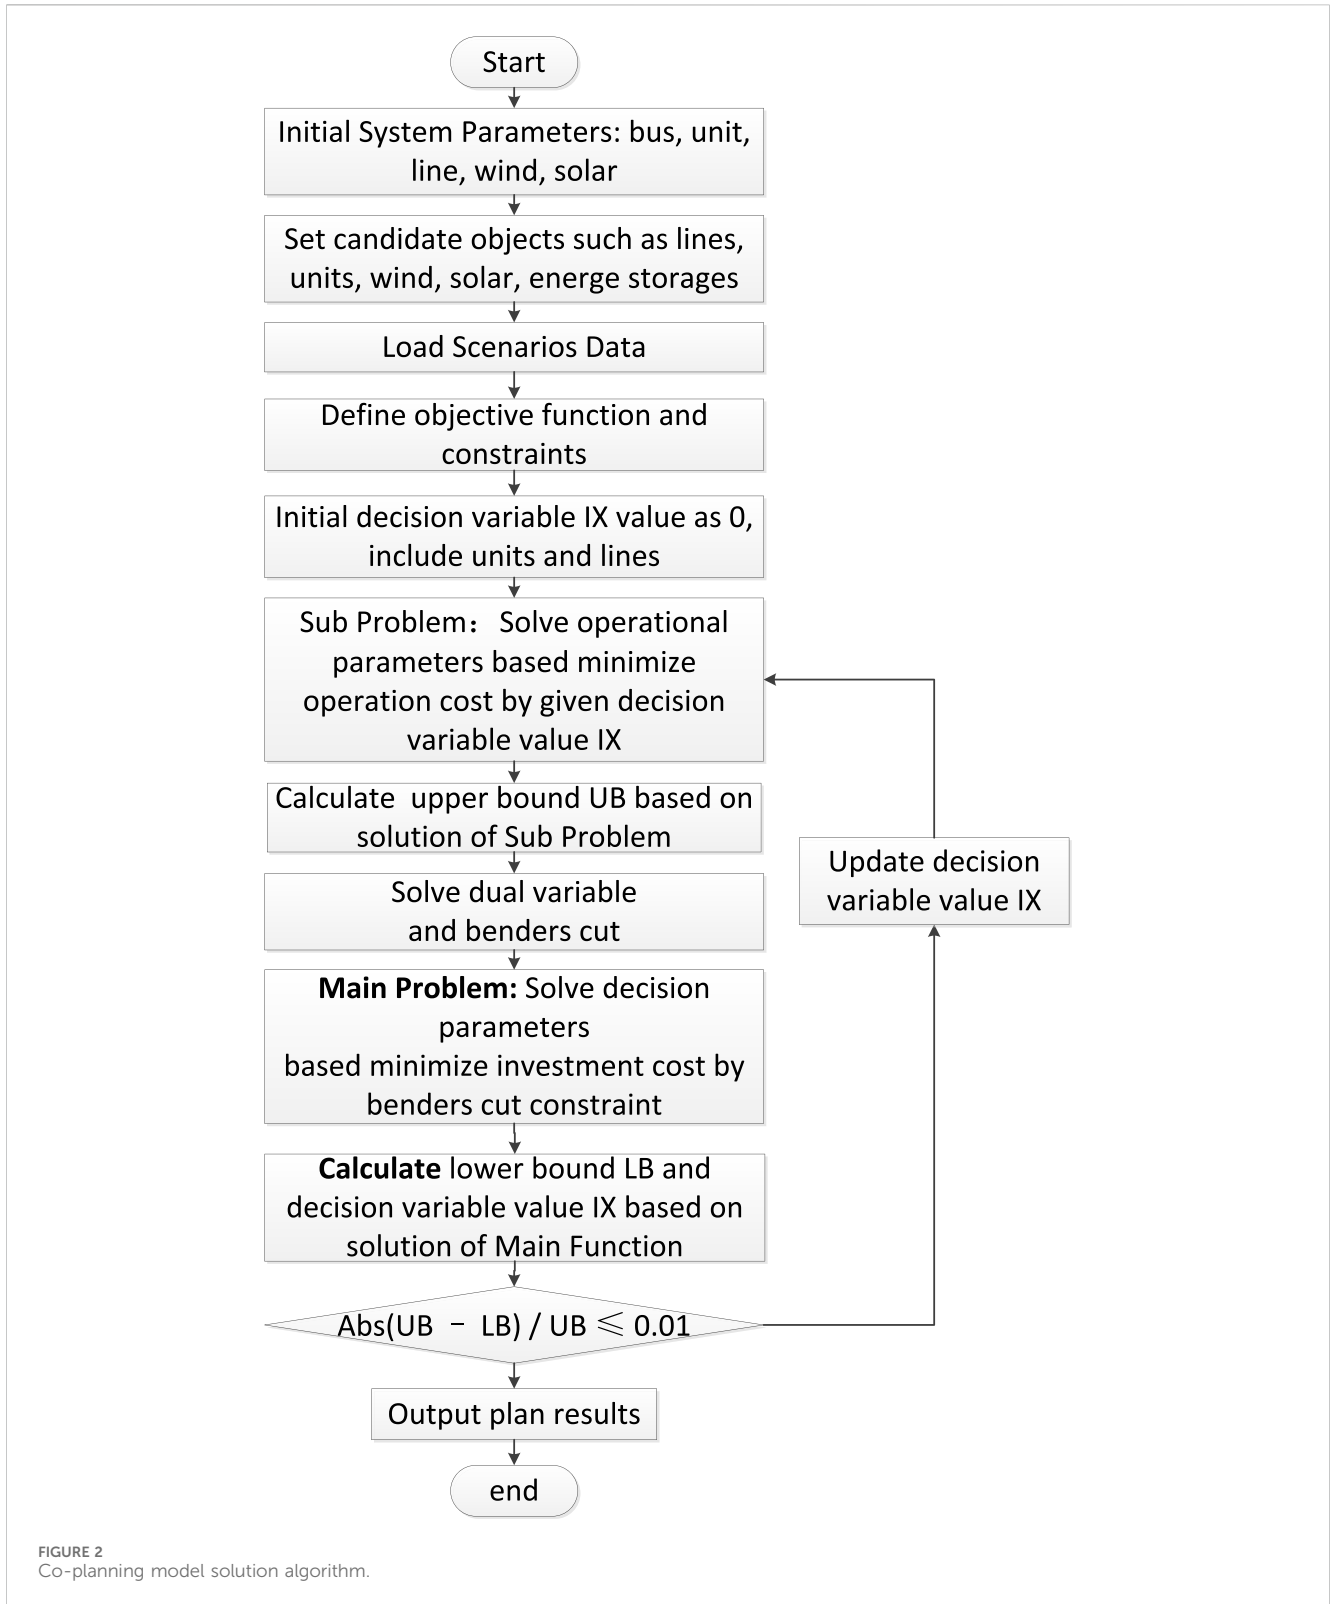 Start
Initial System Parameters: bus, unit,
line, wind, solar
Set candidate objects such as lines,
units, wind, solar, energe storages
Load Scenarios Data
Define objective function and
constraints
Initial decision variable IX value as 0,
include units and lines
Sub Problem： Solve operational
parameters based minimize
operation cost by given decision
variable value IX
Calculate upper bound UB based on
solution of Sub Problem
Solve dual variable
and benders cut
Main Problem: Solve decision
parameters
based minimize investment cost by
benders cut constraint
Calculate lower bound LB and
decision variable value IX based on
solution of Main Function
Abs(UB － LB) / UB ≤ 0.01
Update decision
variable value IX
Output plan results
end
FIGURE 2
Co-planning model solution algorithm.